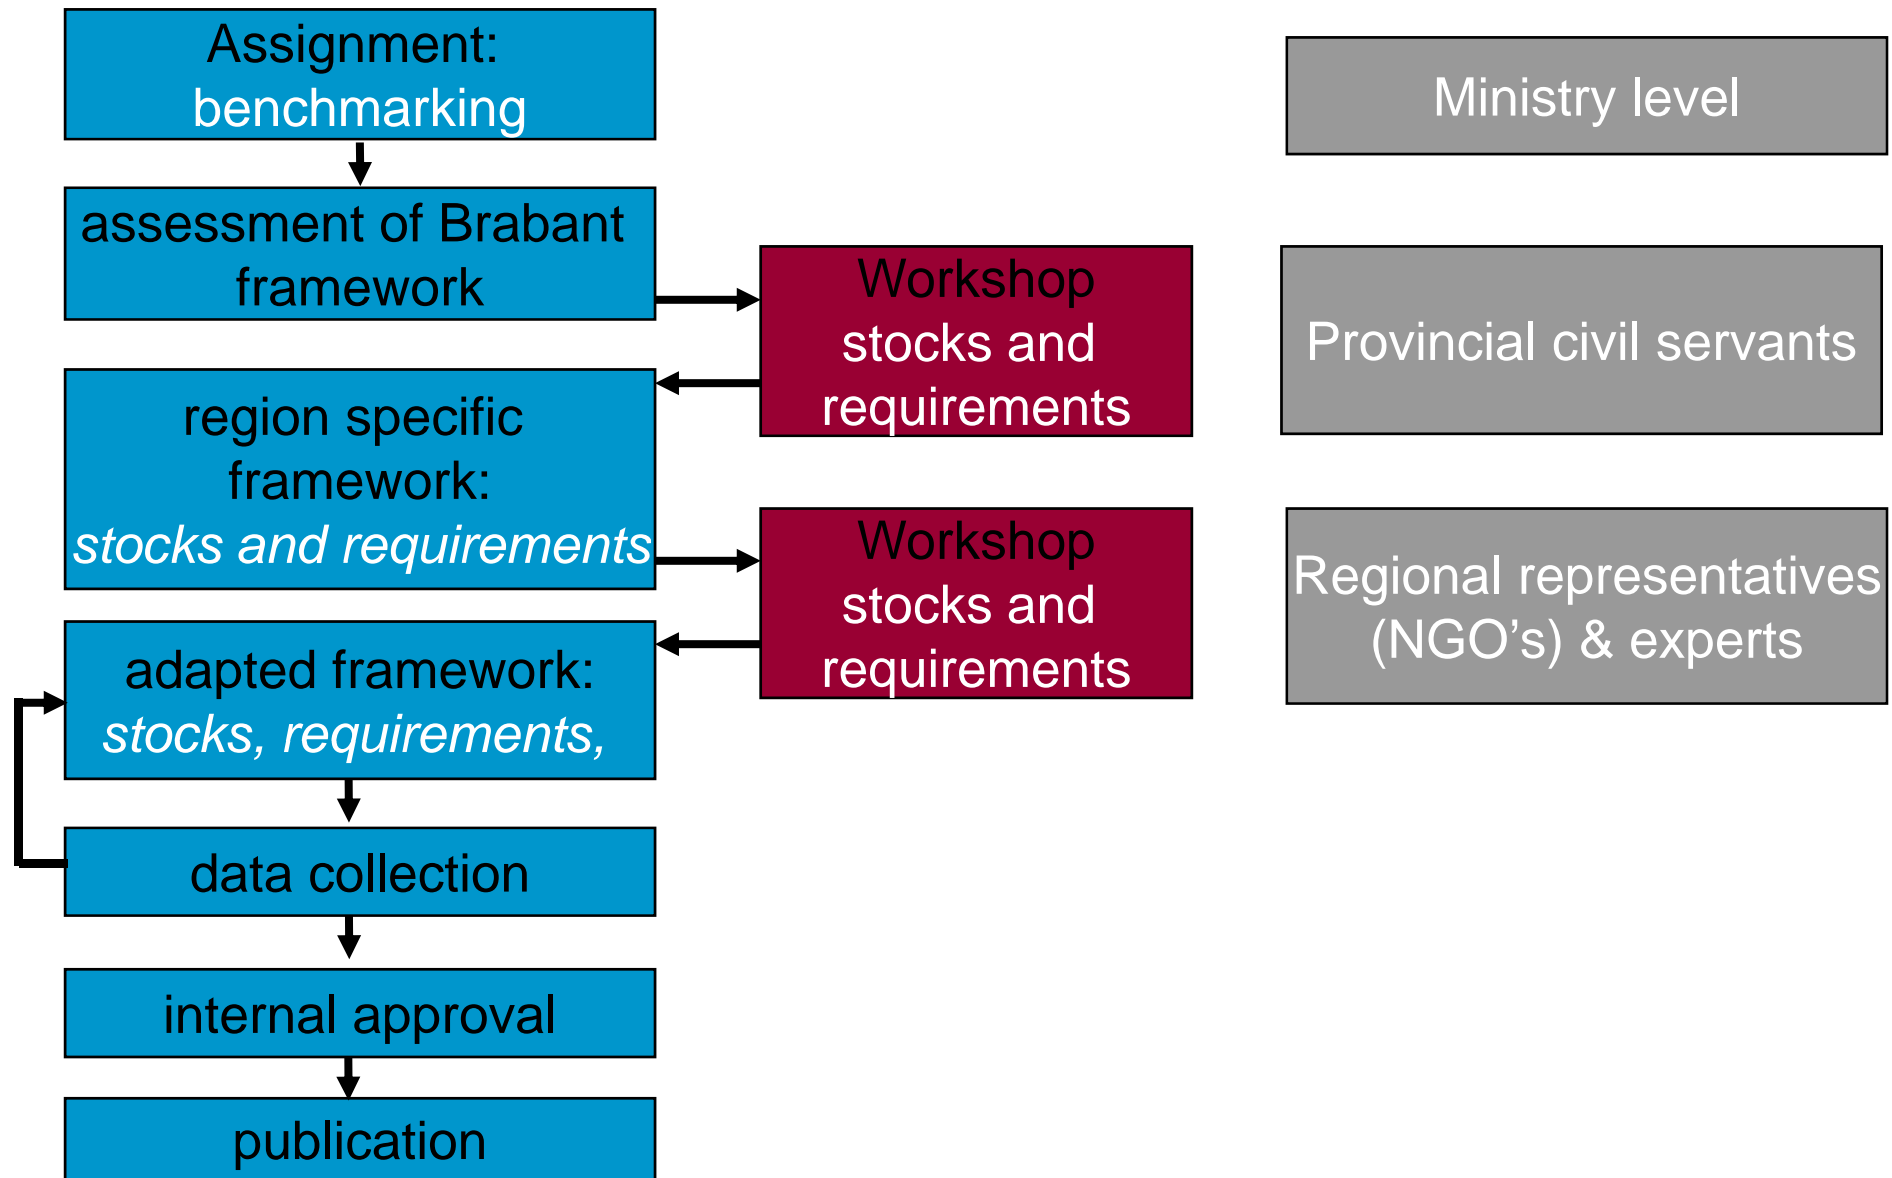 Assignment:
benchmarking
Ministry level
assessment of Brabant
framework
Workshop
stocks and
requirements
Provincial civil servants
region specific
framework:
stocks and requirements
Workshop
stocks and
requirements
Regional representatives
(NGO's) & experts
adapted framework:
stocks, requirements,
data collection
internal approval
publication